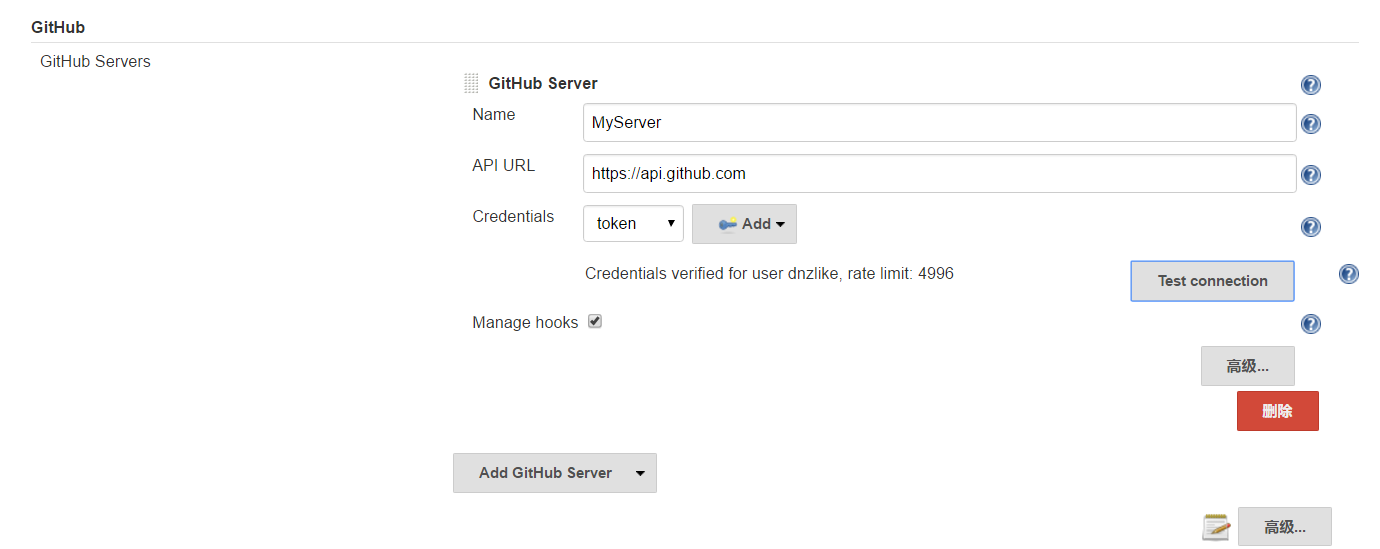 GitHub
GitHub Servers
GitHub Server
Name
MyServer
API URL
https://api.github.com
Credentials
token
Add
Credentials verified for user dnzlike, rate limit: 4996
Test connection
Manage hooks
高级...
删除
Add GitHub Server
高级...